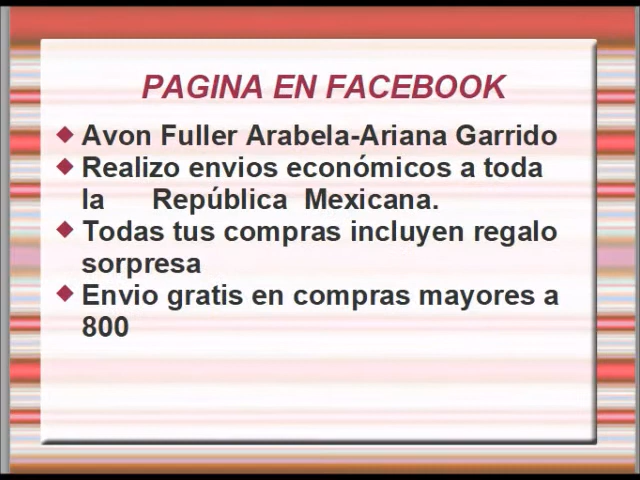 PAGINA EN FACEBOOK
Avon Fuller Arabela-Ariana Garrido
Realizo envios económicos a toda
la República Mexicana.
Todas tus compras incluyen regalo
sorpresa
Envio gratis en compras mayores a
800